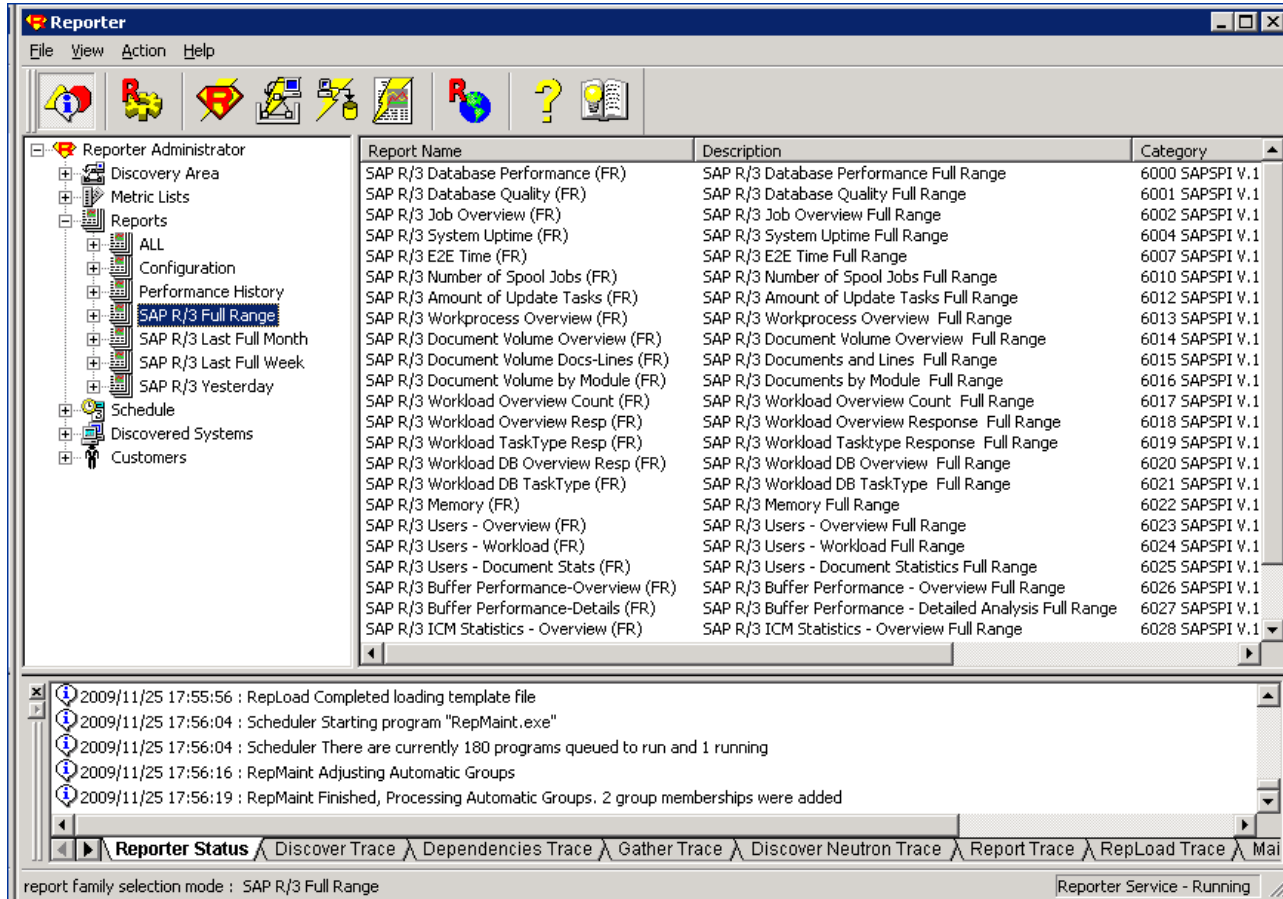 Reporter
File View Action Help
Reporter Administrator
Discovery Area
Metric Lists
Reports
ALL
Configuration
Performance History
SAP R/3 Full Range
SAP R/3 Last Full Month
SAP R/3 Last Full Week
SAP R/3 Yesterday
Schedule
Discovered Systems
Customers
Report Name Description Category
SAP R/3 Database Performance (FR) SAP R/3 Database Performance Full Range 6000 SAPSPI V.1
SAP R/3 Database Quality (FR) SAP R/3 Database Quality Full Range 6001 SAPSPI V.1
SAP R/3 Job Overview (FR) SAP R/3 Job Overview Full Range 6002 SAPSPI V.1
SAP R/3 System Uptime (FR) SAP R/3 System Uptime Full Range 6004 SAPSPI V.1
SAP R/3 E2E Time (FR) SAP R/3 E2E Time Full Range 6007 SAPSPI V.1
SAP R/3 Number of Spool Jobs (FR) SAP R/3 Number of Spool Jobs Full Range 6010 SAPSPI V.1
SAP R/3 Amount of Update Tasks (FR) SAP R/3 Amount of Update Tasks Full Range 6012 SAPSPI V.1
SAP R/3 Workprocess Overview (FR) SAP R/3 Workprocess Overview Full Range 6013 SAPSPI V.1
SAP R/3 Document Volume Overview (FR) SAP R/3 Document Volume Overview Full Range 6014 SAPSPI V.1
SAP R/3 Document Volume Docs-Lines (FR) SAP R/3 Documents and Lines Full Range 6015 SAPSPI V.1
SAP R/3 Document Volume by Module (FR) SAP R/3 Documents by Module Full Range 6016 SAPSPI V.1
SAP R/3 Workload Overview Count (FR) SAP R/3 Workload Overview Count Full Range 6017 SAPSPI V.1
SAP R/3 Workload Overview Resp (FR) SAP R/3 Workload Overview Response Full Range 6018 SAPSPI V.1
SAP R/3 Workload TaskType Resp (FR) SAP R/3 Workload Tasktype Response Full Range 6019 SAPSPI V.1
SAP R/3 Workload DB Overview Resp (FR) SAP R/3 Workload DB Overview Full Range 6020 SAPSPI V.1
SAP R/3 Workload DB TaskType (FR) SAP R/3 Workload DB TaskType Full Range 6021 SAPSPI V.1
SAP R/3 Memory (FR) SAP R/3 Memory Full Range 6022 SAPSPI V.1
SAP R/3 Users - Overview (FR) SAP R/3 Users - Overview Full Range 6023 SAPSPI V.1
SAP R/3 Users - Workload (FR) SAP R/3 Users - Workload Full Range 6024 SAPSPI V.1
SAP R/3 Users - Document Stats (FR) SAP R/3 Users - Document Statistics Full Range 6025 SAPSPI V.1
SAP R/3 Buffer Performance-Overview (FR) SAP R/3 Buffer Performance - Overview Full Range 6026 SAPSPI V.1
SAP R/3 Buffer Performance-Details (FR) SAP R/3 Buffer Performance - Detailed Analysis Full Range 6027 SAPSPI V.1
SAP R/3 ICM Statistics - Overview (FR) SAP R/3 ICM Statistics - Overview Full Range 6028 SAPSPI V.1
2009/11/25 17:55:56 : RepLoad Completed loading template file
2009/11/25 17:56:04 : Scheduler Starting program "RepMaint.exe"
2009/11/25 17:56:04 : Scheduler There are currently 180 programs queued to run and 1 running
2009/11/25 17:56:16 : RepMaint Adjusting Automatic Groups
2009/11/25 17:56:19 : RepMaint Finished, Processing Automatic Groups. 2 group memberships were added
Reporter Status Discover Trace Dependencies Trace Gather Trace Discover Neutron Trace Report Trace RepLoad Trace Mai
report family selection mode : SAP R/3 Full Range Reporter Service - Running